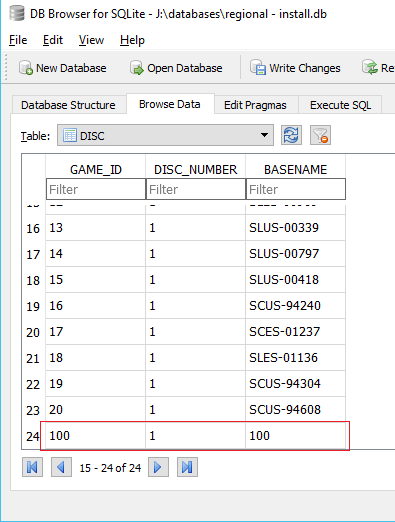 DB Browser for SQLite - J:\databases\regional - install.db
File Edit View Help
New Database Open Database Write Changes
Database Structure Browse Data Edit Pragmas Execute SQL
Table: DISC
GAME_ID DISC_NUMBER BASENAME
Filter Filter Filter
16 13 1 SLUS-00339
17 14 1 SLUS-00797
18 15 1 SLUS-00418
19 16 1 SCUS-94240
20 17 1 SCES-01237
21 18 1 SLES-01136
22 19 1 SCUS-94304
23 20 1 SCUS-94608
24 100 1 100
15 - 24 of 24